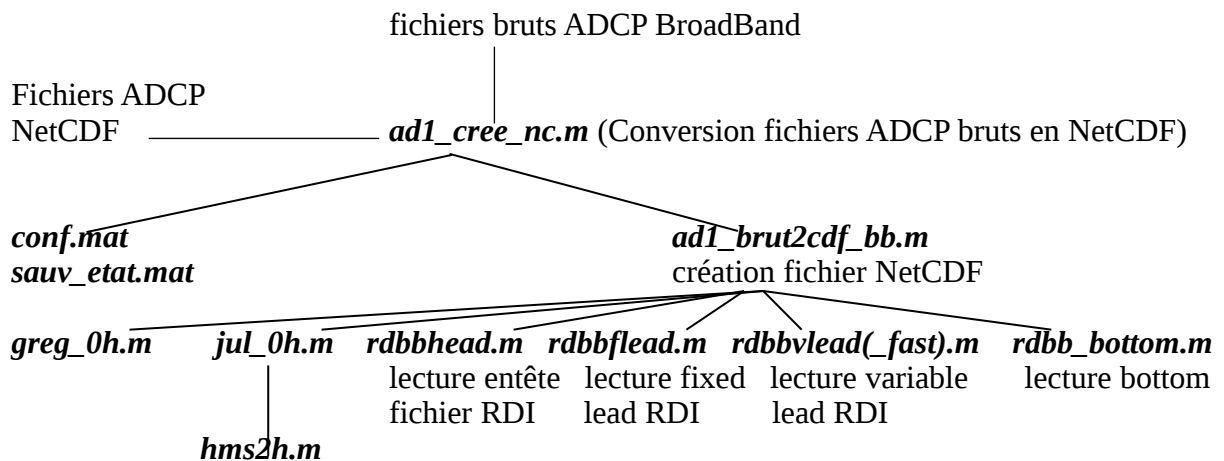 fichiers bruts ADCP BroadBand
Fichiers ADCP
NetCDF
ad1_cree_nc.m (Conversion fichiers ADCP bruts en NetCDF)
conf.mat
sauv_etat.mat
ad1_brut2cdf_bb.m
création fichier NetCDF
greg_0h.m jul_0h.m rdbbhead.m rdbbflead.m rdbbvlead(_fast).m rdbb_bottom.m
lecture entête lecture fixed lecture variable lecture bottom
fichier RDI lead RDI lead RDI
hms2h.m